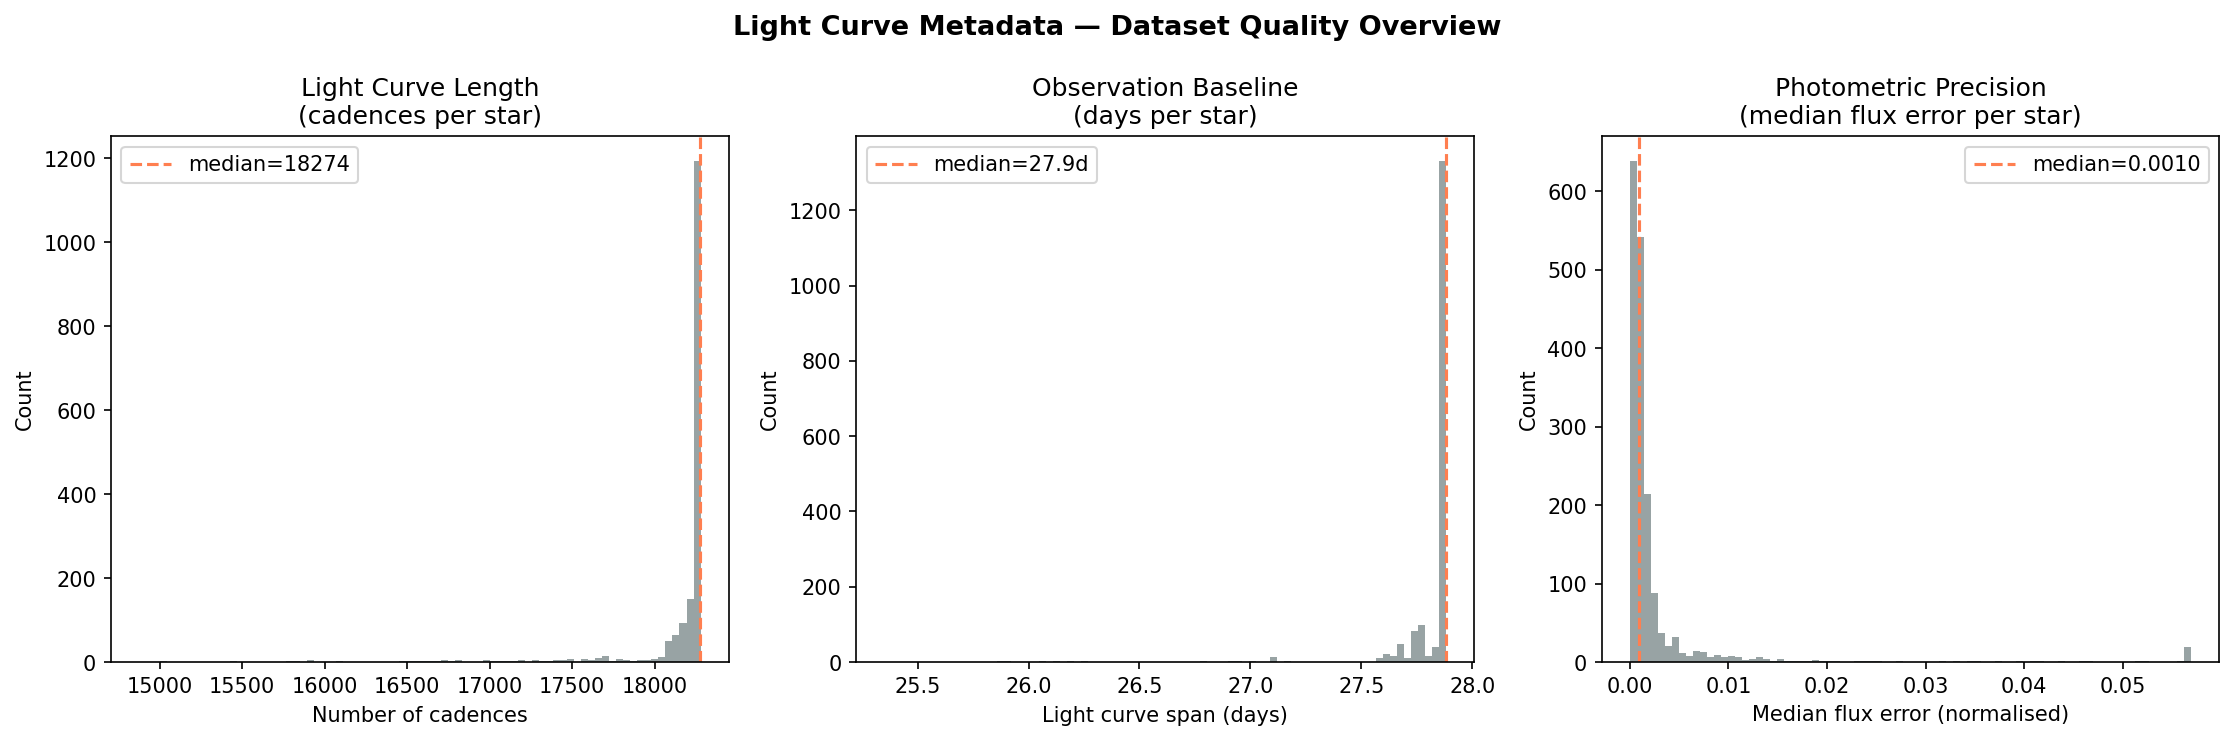 Light Curve Metadata — Dataset Quality Overview
Light Curve Length
(cadences per star)
median=18274
Count
0
200
400
600
800
1000
1200
15000 15500 16000 16500 17000 17500 18000
Number of cadences
Observation Baseline
(days per star)
median=27.9d
Count
0
200
400
600
800
1000
1200
25.5 26.0 26.5 27.0 27.5 28.0
Light curve span (days)
Photometric Precision
(median flux error per star)
median=0.0010
Count
0
100
200
300
400
500
600
0.00 0.01 0.02 0.03 0.04 0.05
Median flux error (normalised)